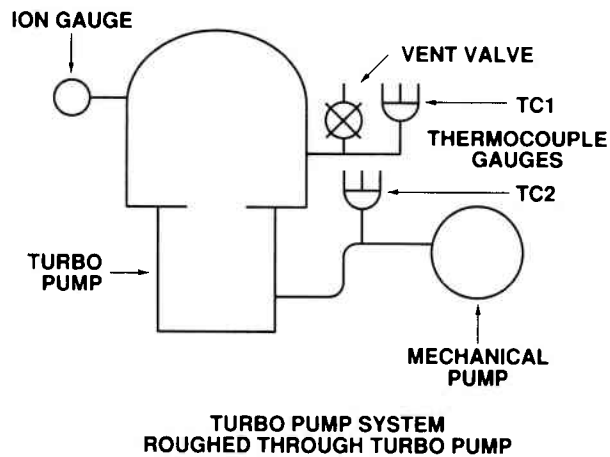 ION GAUGE
VENT VALVE
TC1
THERMOCOUPLE
GAUGES
TC2
TURBO
PUMP
MECHANICAL
PUMP
TURBO PUMP SYSTEM
ROUGHED THROUGH TURBO PUMP